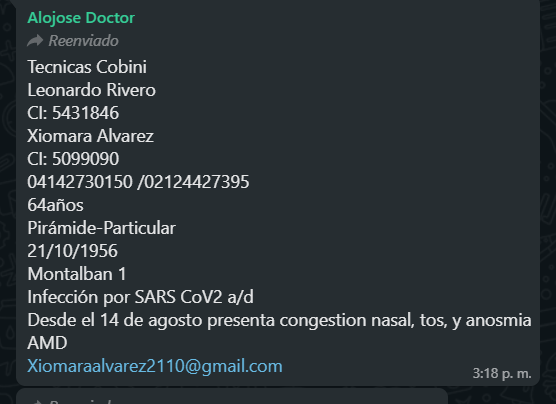 Alojose Doctor
Reenviado
Tecnicas Cobini
Leonardo Rivero
CI: 5431846
Xiomara Alvarez
CI: 5099090
04142730150 /02124427395
64años
Pirámide-Particular
21/10/1956
Montalban 1
Infección por SARS CoV2 a/d
Desde el 14 de agosto presenta congestion nasal, tos, y anosmia
AMD
Xiomaraalvarez2110@gmail.com
3:18 p. m.